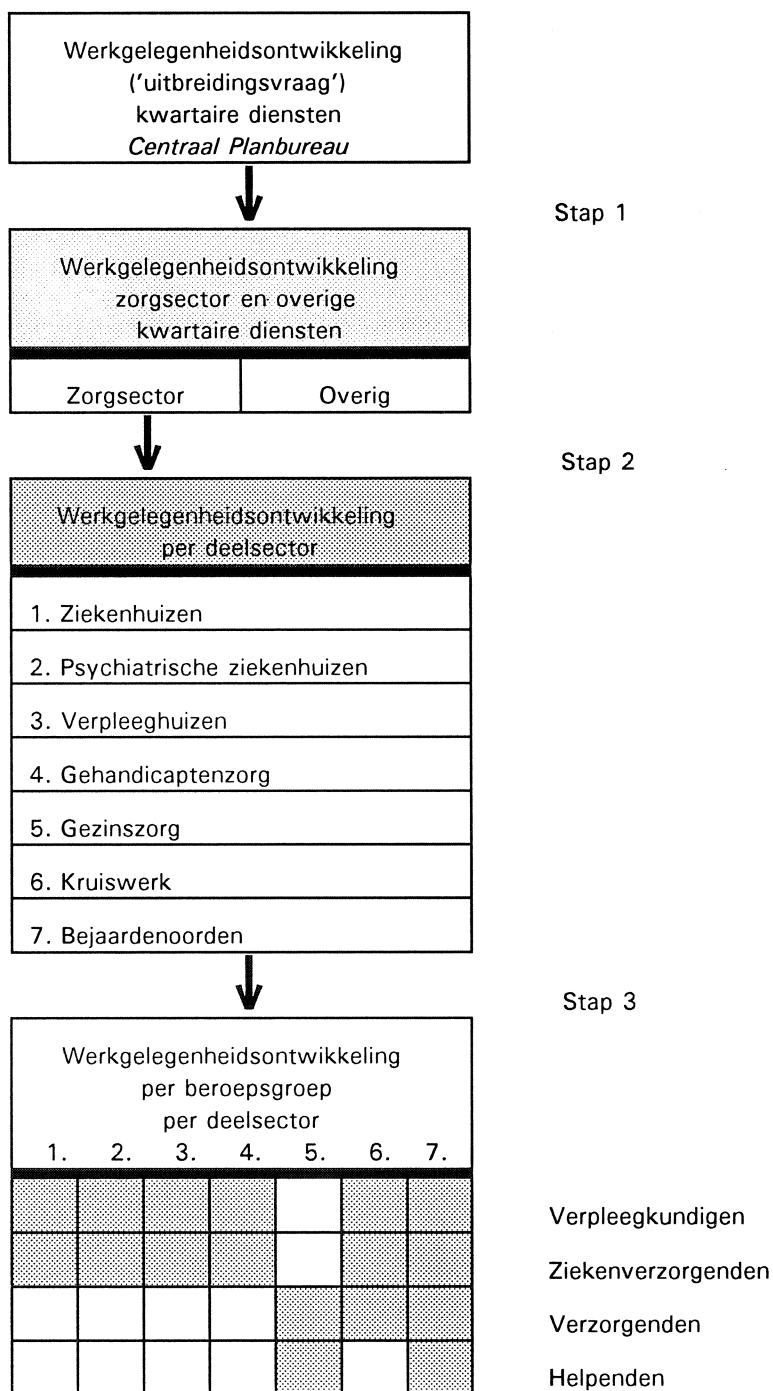 Werkgelegenheidsontwikkeling
('uitbreidingsvraag')
kwartaire diensten
Centraal Planbureau
Stap 1
Werkgelegenheidsontwikkeling
zorgsector en overige
kwartaire diensten
Zorgsector Overig
Stap 2
Werkgelegenheidsontwikkeling
per deelsector
1. Ziekenhuizen
2. Psychiatrische ziekenhuizen
3. Verpleeghuizen
4. Gehandicaptenzorg
5. Gezinszorg
6. Kruiswerk
7. Bejaardenoorden
Stap 3
Werkgelegenheidsontwikkeling
per beroepsgroep
per deelsector
1. 2. 3. 4. 5. 6. 7.
Verpleegkundigen
Ziekenverzorgenden
Verzorgenden
Helpenden